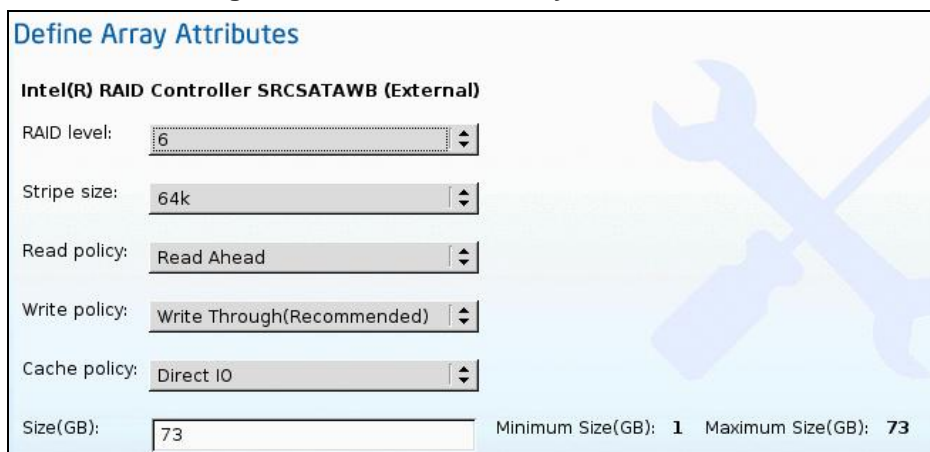 Define Array Attributes
Intel(R) RAID Controller SRCSATAWB (External)
RAID level: 6
Stripe size: 64k
Read policy: Read Ahead
Write policy: Write Through(Recommended)
Cache policy: Direct IO
Size(GB): 73 Minimum Size(GB): 1 Maximum Size(GB): 73